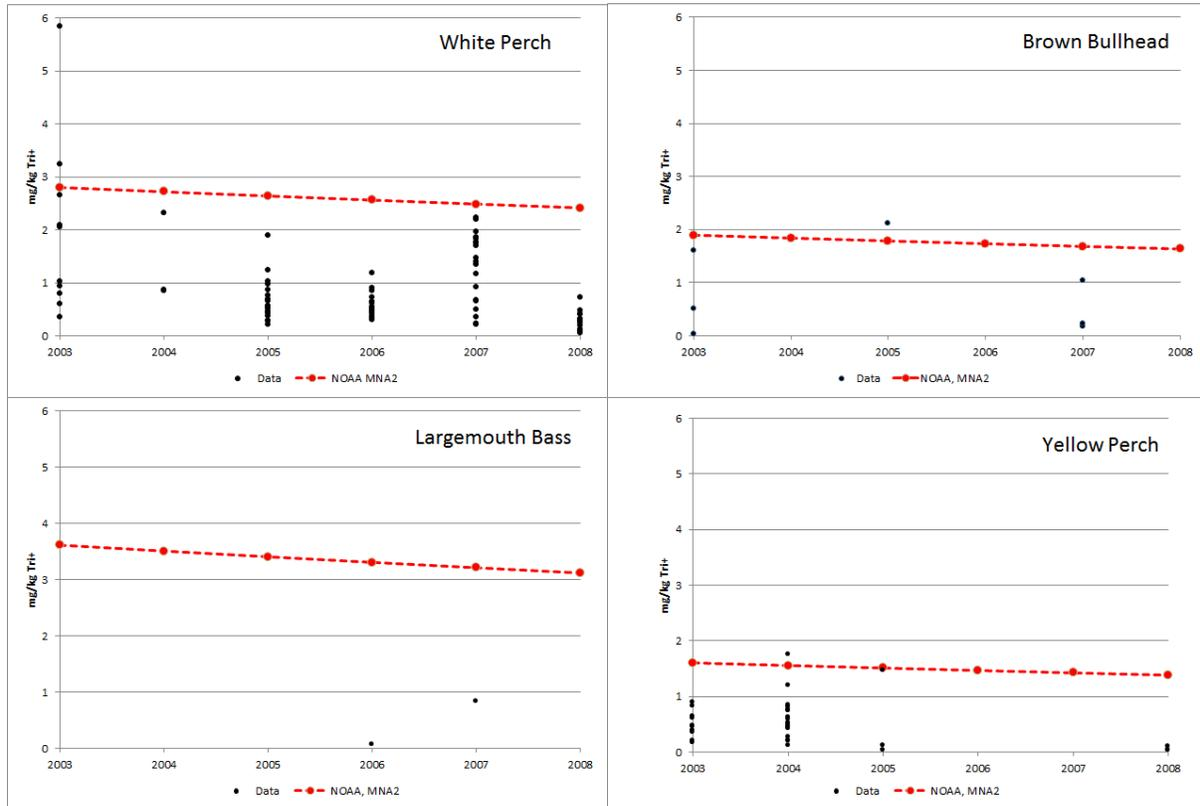 White Perch
mg/kg Tri+
6
5
4
3
2
1
0
2003 2004 2005 2006 2007 2008
Data NOAA MNA2
Brown Bullhead
mg/kg Tri+
6
5
4
3
2
1
0
2003 2004 2005 2006 2007 2008
Data NOAA, MNA2
Largemouth Bass
mg/kg Tri+
6
5
4
3
2
1
0
2003 2004 2005 2006 2007 2008
Data NOAA, MNA2
Yellow Perch
mg/kg Tri+
6
5
4
3
2
1
0
2003 2004 2005 2006 2007 2008
Data NOAA, MNA2